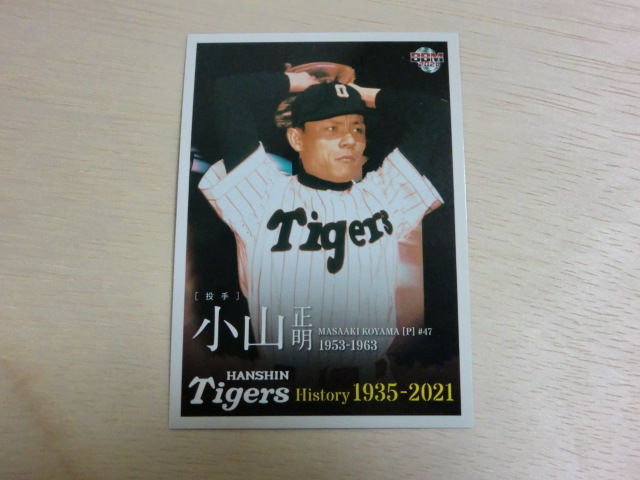 BBM
O
Tigers
[投手]
小山正明
MASAAKI KOYAMA [P] #47
1953-1963
HANSHIN
Tigers History 1935-2021